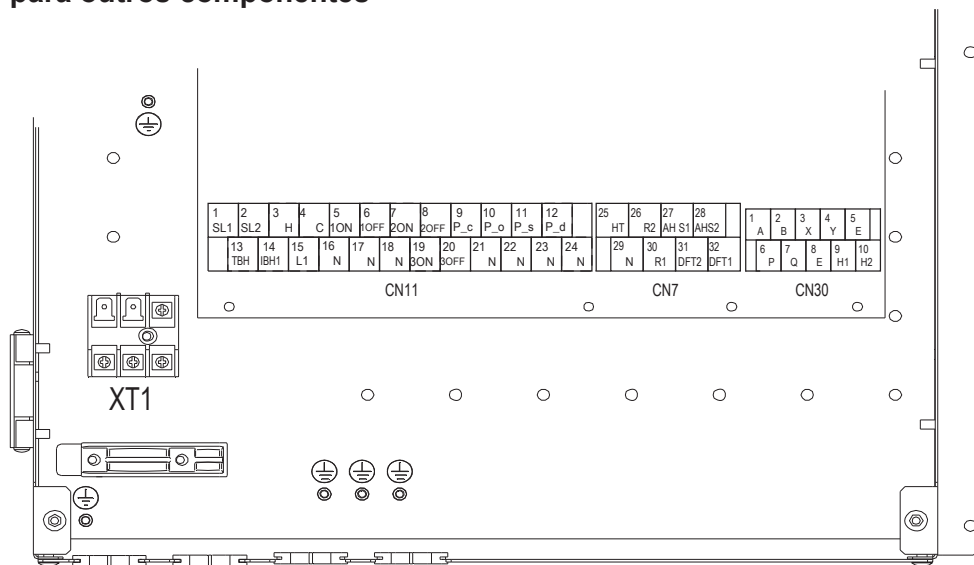 para outros componentes
1 2 3 4 5 6 7 8 9 10 11 12
SL1 SL2 H C 1ON 1OFF 2ON 2OFF P_c P_o P_s P_d
13 14 15 16 17 18 19 20 21 22 23 24
TBH IBH1 L1 N N N 3ON 3OFF N N N N
CN11
25 26 27 28
HT R2 AH S1 AHS2
29 30 31 32
N R1 DFT2 DFT1
CN7
1 2 3 4 5
A B X Y E
6 7 8 9 10
P Q E H1 H2
CN30
XT1